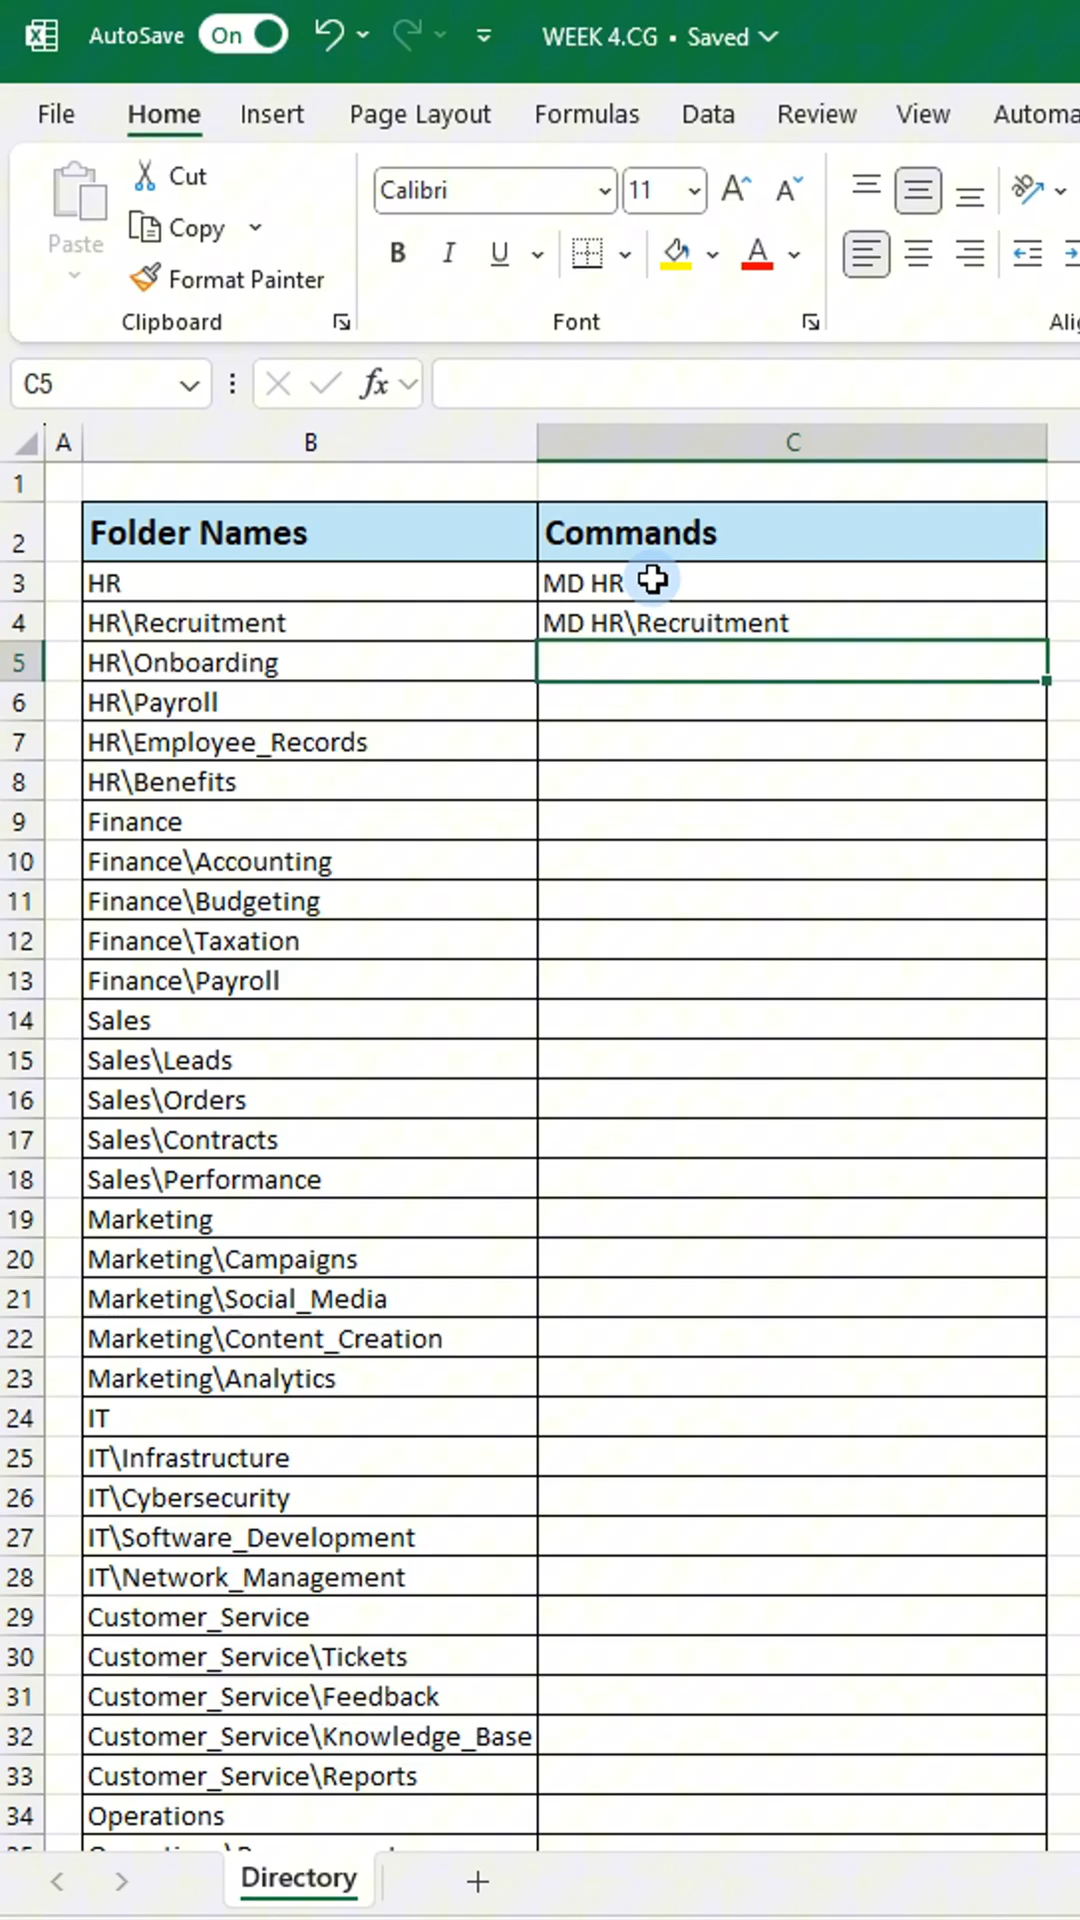 AutoSave On WEEK 4.CG • Saved
File Home Insert Page Layout Formulas Data Review View Automa
Paste Cut Calibri 11 A A ab
Copy B I U A
Format Painter
Clipboard Font Alig
C5 fx
A B C
1
2 Folder Names Commands
3 HR MD HR
4 HR\Recruitment MD HR\Recruitment
5 HR\Onboarding
6 HR\Payroll
7 HR\Employee_Records
8 HR\Benefits
9 Finance
10 Finance\Accounting
11 Finance\Budgeting
12 Finance\Taxation
13 Finance\Payroll
14 Sales
15 Sales\Leads
16 Sales\Orders
17 Sales\Contracts
18 Sales\Performance
19 Marketing
20 Marketing\Campaigns
21 Marketing\Social_Media
22 Marketing\Content_Creation
23 Marketing\Analytics
24 IT
25 IT\Infrastructure
26 IT\Cybersecurity
27 IT\Software_Development
28 IT\Network_Management
29 Customer_Service
30 Customer_Service\Tickets
31 Customer_Service\Feedback
32 Customer_Service\Knowledge_Base
33 Customer_Service\Reports
34 Operations
Directory